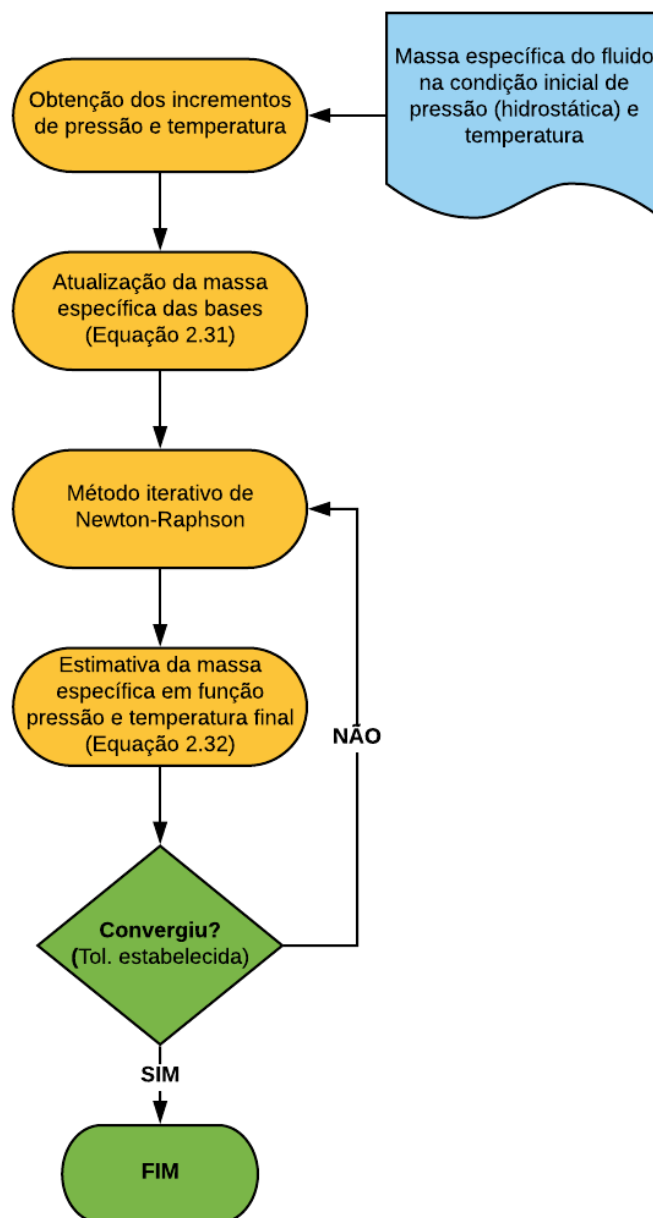 Massa específica do fluido
na condição inicial de
pressão (hidrostática) e
temperatura
Obtenção dos incrementos
de pressão e temperatura
Atualização da massa
específica das bases
(Equação 2.31)
Método iterativo de
Newton-Raphson
Estimativa da massa
específica em função
pressão e temperatura final
(Equação 2.32)
NÃO
Convergiu?
(Tol. estabelecida)
SIM
FIM